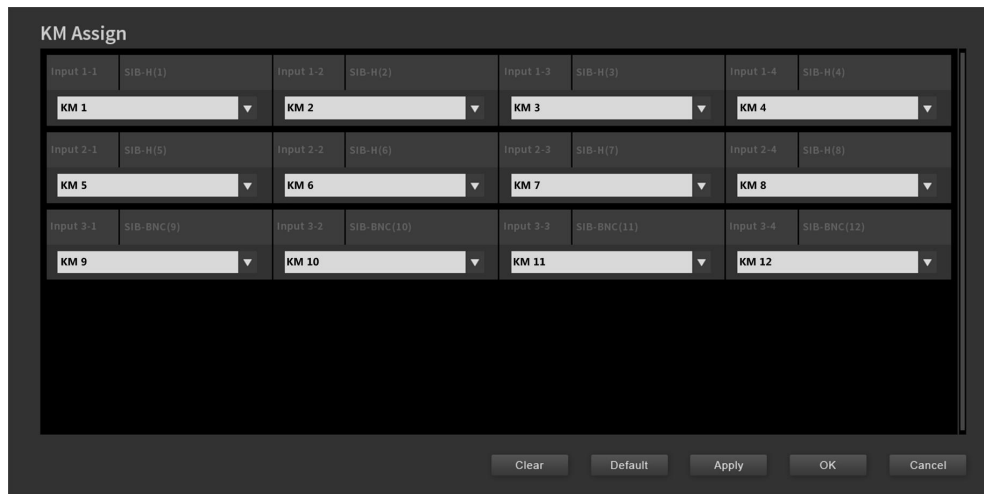 KM Assign
Input 1-1 SIB-H(1) Input 1-2 SIB-H(2) Input 1-3 SIB-H(3) Input 1-4 SIB-H(4)
KM 1 KM 2 KM 3 KM 4
Input 2-1 SIB-H(5) Input 2-2 SIB-H(6) Input 2-3 SIB-H(7) Input 2-4 SIB-H(8)
KM 5 KM 6 KM 7 KM 8
Input 3-1 SIB-BNC(9) Input 3-2 SIB-BNC(10) Input 3-3 SIB-BNC(11) Input 3-4 SIB-BNC(12)
KM 9 KM 10 KM 11 KM 12
Clear Default Apply OK Cancel